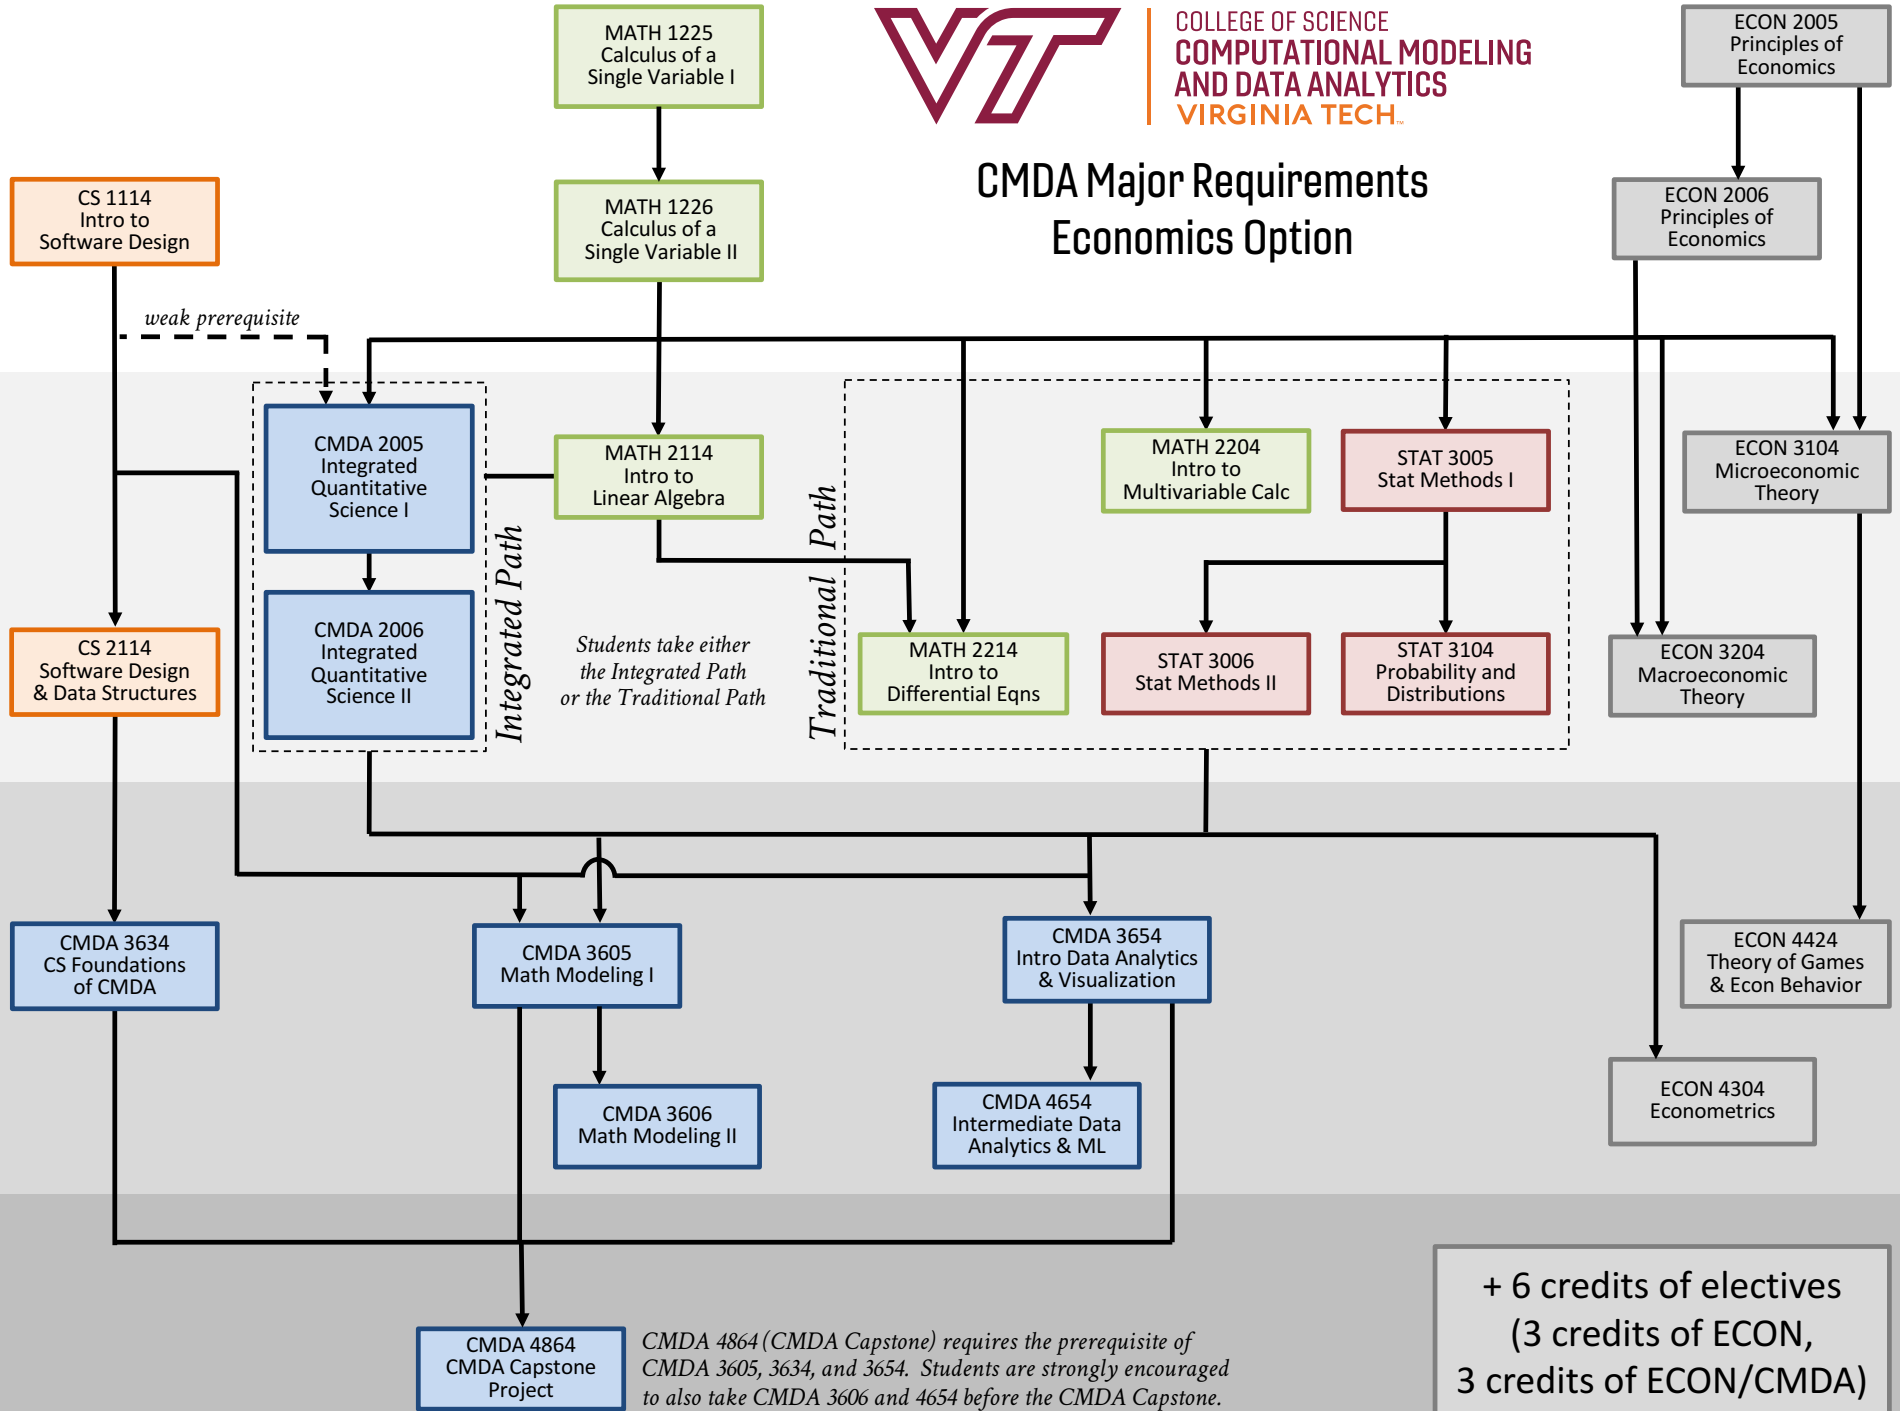 MATH 1225
Calculus of a
Single Variable I
VT
COLLEGE OF SCIENCE
COMPUTATIONAL MODELING
AND DATA ANALYTICS
VIRGINIA TECH™
ECON 2005
Principles of
Economics
CMDA Major Requirements
Economics Option
CS 1114
Intro to
Software Design
MATH 1226
Calculus of a
Single Variable II
ECON 2006
Principles of
Economics
weak prerequisite
CMDA 2005
Integrated
Quantitative
Science I
MATH 2114
Intro to
Linear Algebra
MATH 2204
Intro to
Multivariable Calc
STAT 3005
Stat Methods I
ECON 3104
Microeconomic
Theory
Integrated Path
Traditional Path
CS 2114
Software Design
& Data Structures
CMDA 2006
Integrated
Quantitative
Science II
Students take either
the Integrated Path
or the Traditional Path
MATH 2214
Intro to
Differential Eqns
STAT 3006
Stat Methods II
STAT 3104
Probability and
Distributions
ECON 3204
Macroeconomic
Theory
CMDA 3634
CS Foundations
of CMDA
CMDA 3605
Math Modeling I
CMDA 3654
Intro Data Analytics
& Visualization
ECON 4424
Theory of Games
& Econ Behavior
CMDA 3606
Math Modeling II
CMDA 4654
Intermediate Data
Analytics & ML
ECON 4304
Econometrics
CMDA 4864
CMDA Capstone
Project
CMDA 4864 (CMDA Capstone) requires the prerequisite of
CMDA 3605, 3634, and 3654. Students are strongly encouraged
to also take CMDA 3606 and 4654 before the CMDA Capstone.
+ 6 credits of electives
(3 credits of ECON,
3 credits of ECON/CMDA)